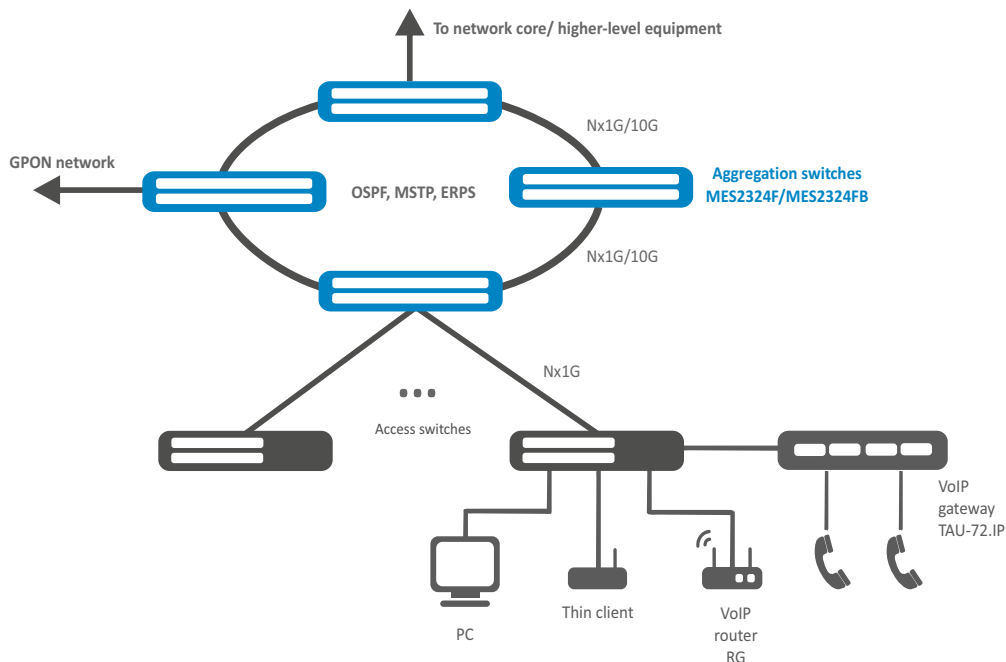 To network core/ higher-level equipment
Nx1G/10G
GPON network
OSPF, MSTP, ERPS
Aggregation switches
MES2324F/MES2324FB
Nx1G/10G
Nx1G
Access switches
VoIP
gateway
TAU-72.IP
PC
Thin client
VoIP
router
RG